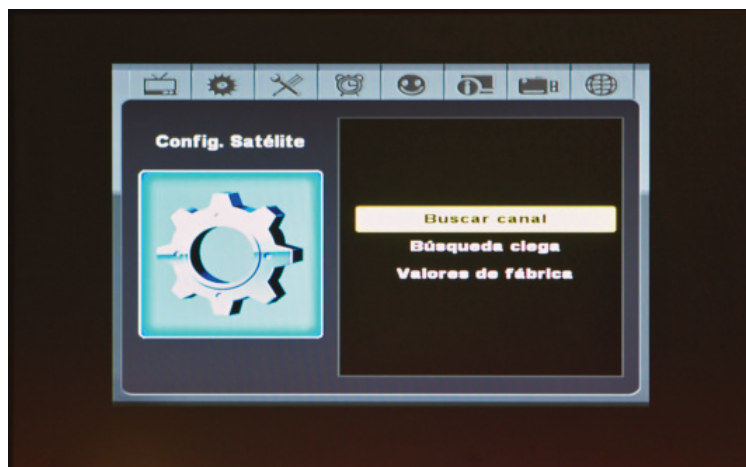 Config. Satélite
Buscar canal
Búsqueda ciega
Valores de fábrica